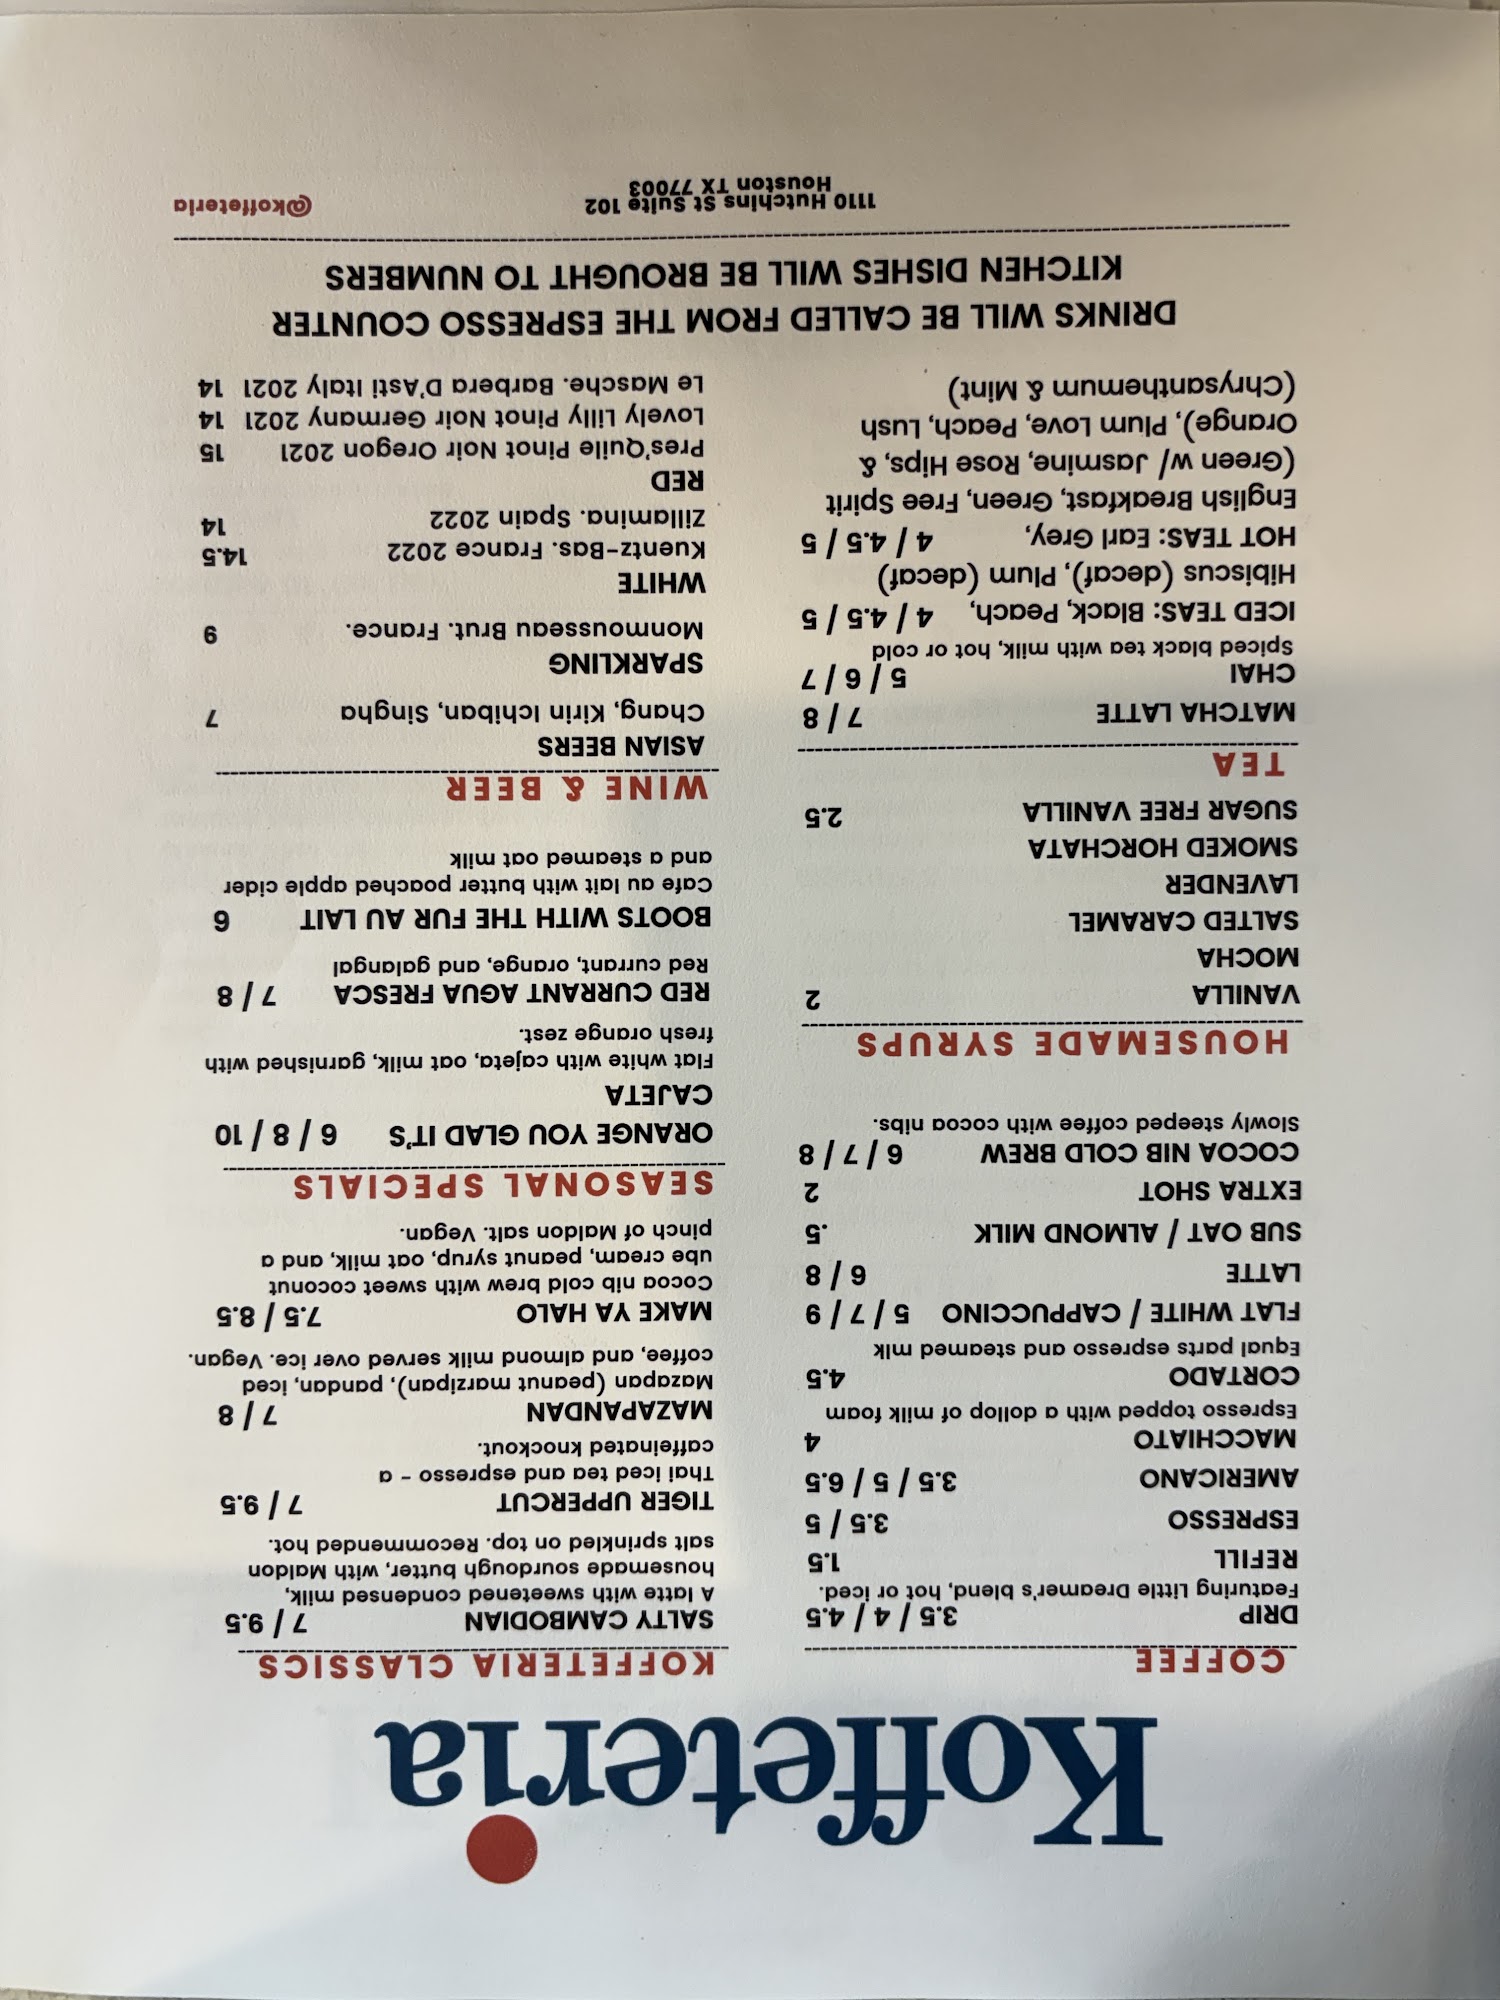 Koffeteria
COFFEE
DRIP 3.5 / 4 / 4.5
Featuring Little Dreamer's blend, hot or iced.
REFILL 1.5
ESPRESSO 3.5 / 5
AMERICANO 3.5 / 5 / 6.5
MACCHIATO 4
Espresso topped with a dollop of milk foam
CORTADO 4.5
Equal parts espresso and steamed milk
FLAT WHITE / CAPPUCCINO 5 / 7 / 9
LATTE 6 / 8
SUB OAT / ALMOND MILK .5
EXTRA SHOT 2
COCOA NIB COLD BREW 6 / 7 / 8
Slowly steeped coffee with cocoa nibs.
HOUSEMADE SYRUPS
VANILLA 2
MOCHA
SALTED CARAMEL
LAVENDER
SMOKED HORCHATA
SUGAR FREE VANILLA 2.5
TEA
MATCHA LATTE 7 / 8
CHAI 5 / 6 / 7
Spiced black tea with milk, hot or cold
ICED TEAS: Black, Peach, 4 / 4.5 / 5
Hibiscus (decaf), Plum (decaf)
HOT TEAS: Earl Grey, 4 / 4.5 / 5
English Breakfast, Green, Free Spirit
(Green w/ Jasmine, Rose Hips, &
Orange), Plum Love, Peach, Lush
(Chrysanthemum & Mint)
KOFFETERIA CLASSICS
SALTY CAMBODIAN 7 / 9.5
A latte with sweetened condensed milk,
housemade sourdough butter, with Maldon
salt sprinkled on top. Recommended hot.
TIGER UPPERCUT 7 / 9.5
Thai iced tea and espresso - a
caffeinated knockout.
MAZAPANDAN 7 / 8
Mazapan (peanut marzipan), pandan, iced
coffee, and almond milk served over ice. Vegan.
MAKE YA HALO 7.5 / 8.5
Cocoa nib cold brew with sweet coconut
ube cream, peanut syrup, oat milk, and a
pinch of Maldon salt. Vegan.
SEASONAL SPECIALS
ORANGE YOU GLAD IT'S 6 / 8 / 10
CAJETA
Flat white with cajeta, oat milk, garnished with
fresh orange zest.
RED CURRANT AGUA FRESCA 7 / 8
Red currant, orange, and galangal
BOOTS WITH THE FUR AU LAIT 6
Cafe au lait with butter poached apple cider
and a steamed oat milk
WINE & BEER
ASIAN BEERS
Chang, Kirin Ichiban, Singha 7
SPARKLING
Monmousseau Brut. France. 9
WHITE
Kuentz-Bas. France 2022 14.5
Zillamina. Spain 2022 14
RED
Pres'Quile Pinot Noir Oregon 2021 15
Lovely Lilly Pinot Noir Germany 2021 14
Le Masche. Barbera D'Asti Italy 2021 14
DRINKS WILL BE CALLED FROM THE ESPRESSO COUNTER
KITCHEN DISHES WILL BE BROUGHT TO NUMBERS
1110 Hutchins St Suite 102
Houston TX 77003
@koffeteria